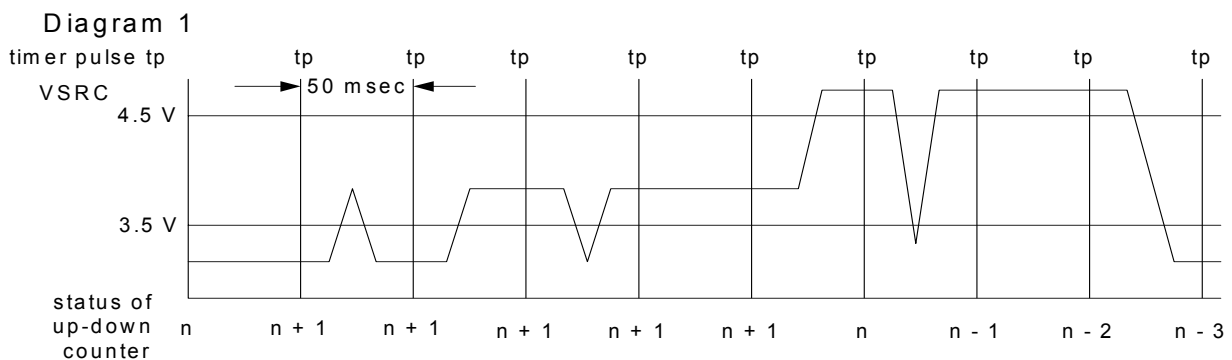 Diagram 1
timer pulse tp tp tp tp tp tp tp tp tp tp
50 msec
VSRC
4.5 V
3.5 V
status of
up-down
counter
n n + 1 n + 1 n + 1 n + 1 n + 1 n n - 1 n - 2 n - 3